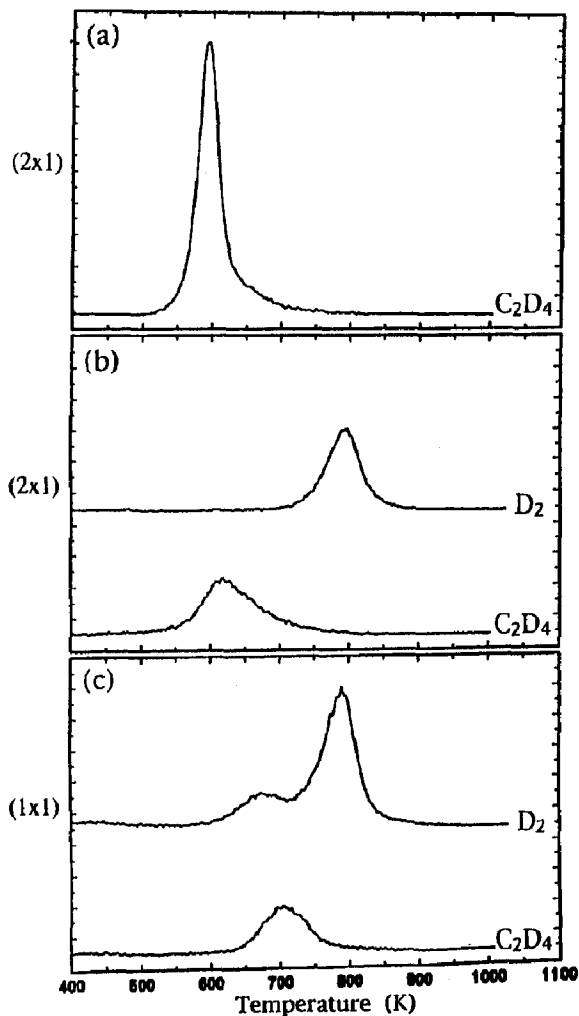 (a)
(2x1)
C₂D₄
(b)
(2x1)
D₂
C₂D₄
(c)
(1x1)
D₂
C₂D₄
400 500 600 700 800 900 1000 1100
Temperature (K)